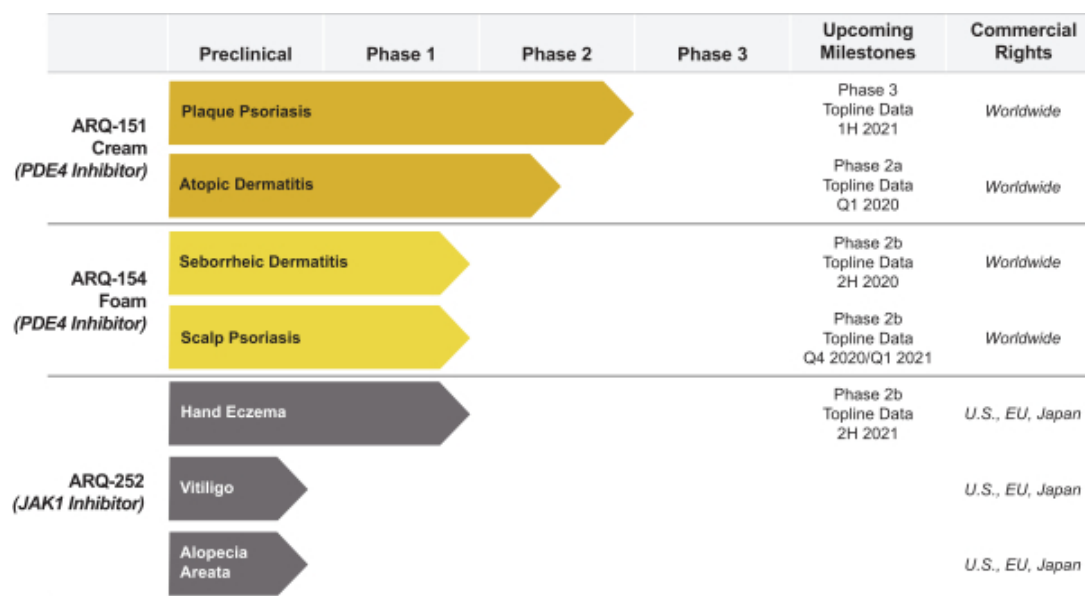 Preclinical
Phase 1
Phase 2
Phase 3
Upcoming
Milestones
Commercial
Rights
ARQ-151
Cream
(PDE4 Inhibitor)
Plaque Psoriasis
Phase 3
Topline Data
1H 2021
Worldwide
Atopic Dermatitis
Phase 2a
Topline Data
Q1 2020
Worldwide
ARQ-154
Foam
(PDE4 Inhibitor)
Seborrheic Dermatitis
Phase 2b
Topline Data
2H 2020
Worldwide
Scalp Psoriasis
Phase 2b
Topline Data
Q4 2020/Q1 2021
Worldwide
ARQ-252
(JAK1 Inhibitor)
Hand Eczema
Phase 2b
Topline Data
2H 2021
U.S., EU, Japan
Vitiligo
U.S., EU, Japan
Alopecia
Areata
U.S., EU, Japan